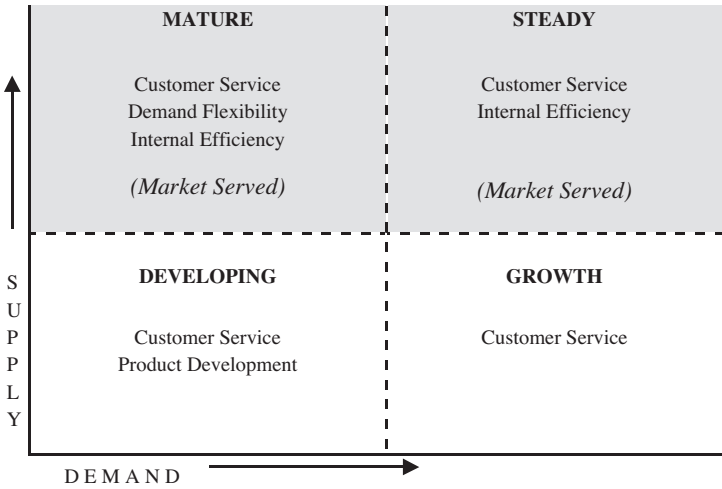 MATURE
Customer Service
Demand Flexibility
Internal Efficiency
(Market Served)
STEADY
Customer Service
Internal Efficiency
(Market Served)
DEVELOPING
Customer Service
Product Development
GROWTH
Customer Service
SUPPLY
DEMAND